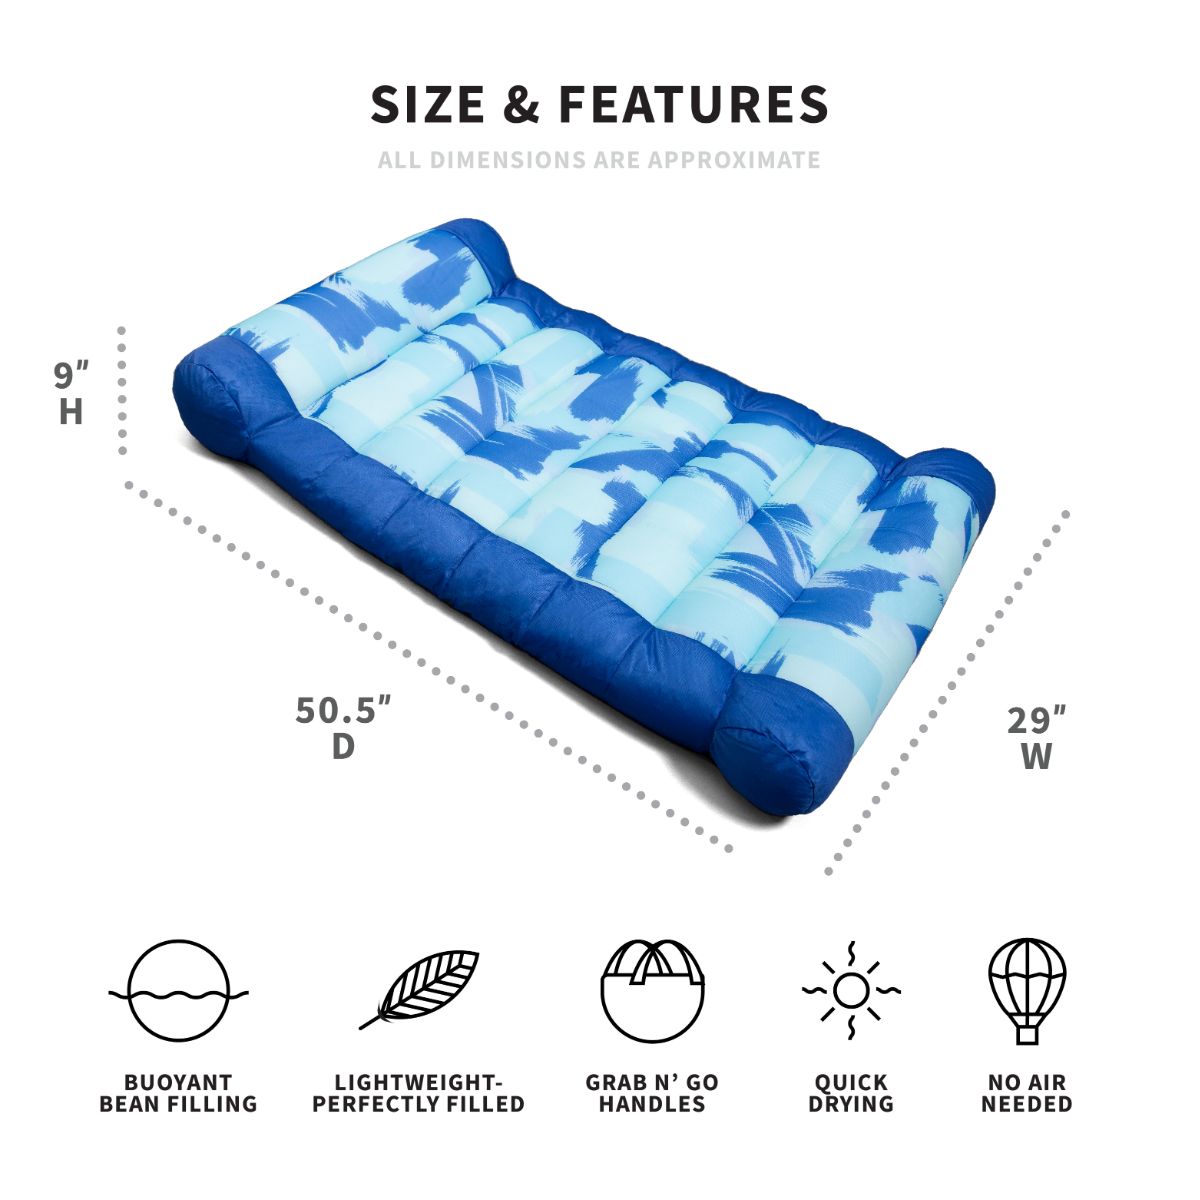 SIZE & FEATURES
ALL DIMENSIONS ARE APPROXIMATE
9″
H
50.5″
D
29″
W
BUOYANT
BEAN FILLING
LIGHTWEIGHT-
PERFECTLY FILLED
GRAB N’ GO
HANDLES
QUICK
DRYING
NO AIR
NEEDED